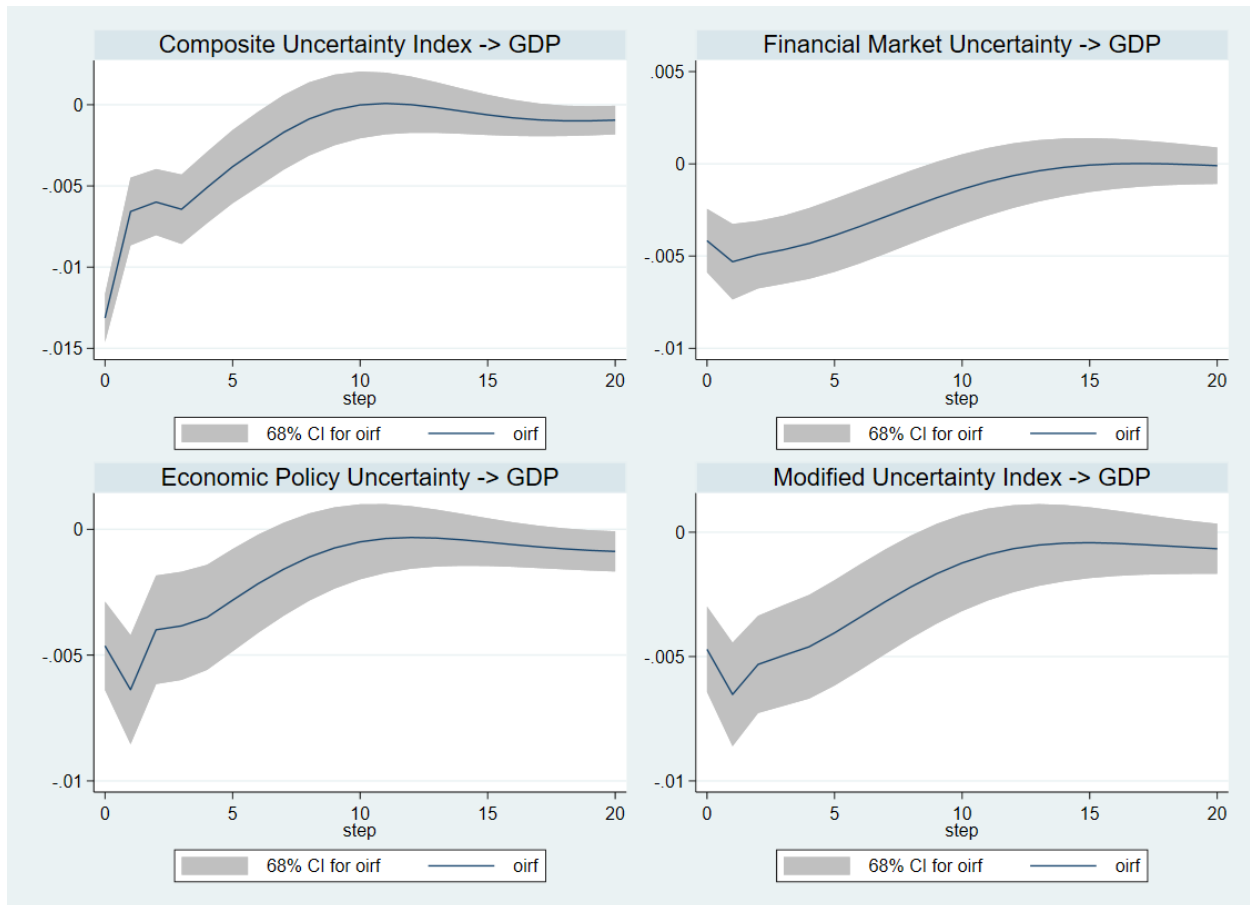 Composite Uncertainty Index -> GDP
0
-.005
-.01
-.015
0 5 10 15 20
step
68% CI for oirf oirf
Financial Market Uncertainty -> GDP
.005
0
-.005
-.01
0 5 10 15 20
step
68% CI for oirf oirf
Economic Policy Uncertainty -> GDP
0
-.005
-.01
0 5 10 15 20
step
68% CI for oirf oirf
Modified Uncertainty Index -> GDP
0
-.005
-.01
0 5 10 15 20
step
68% CI for oirf oirf